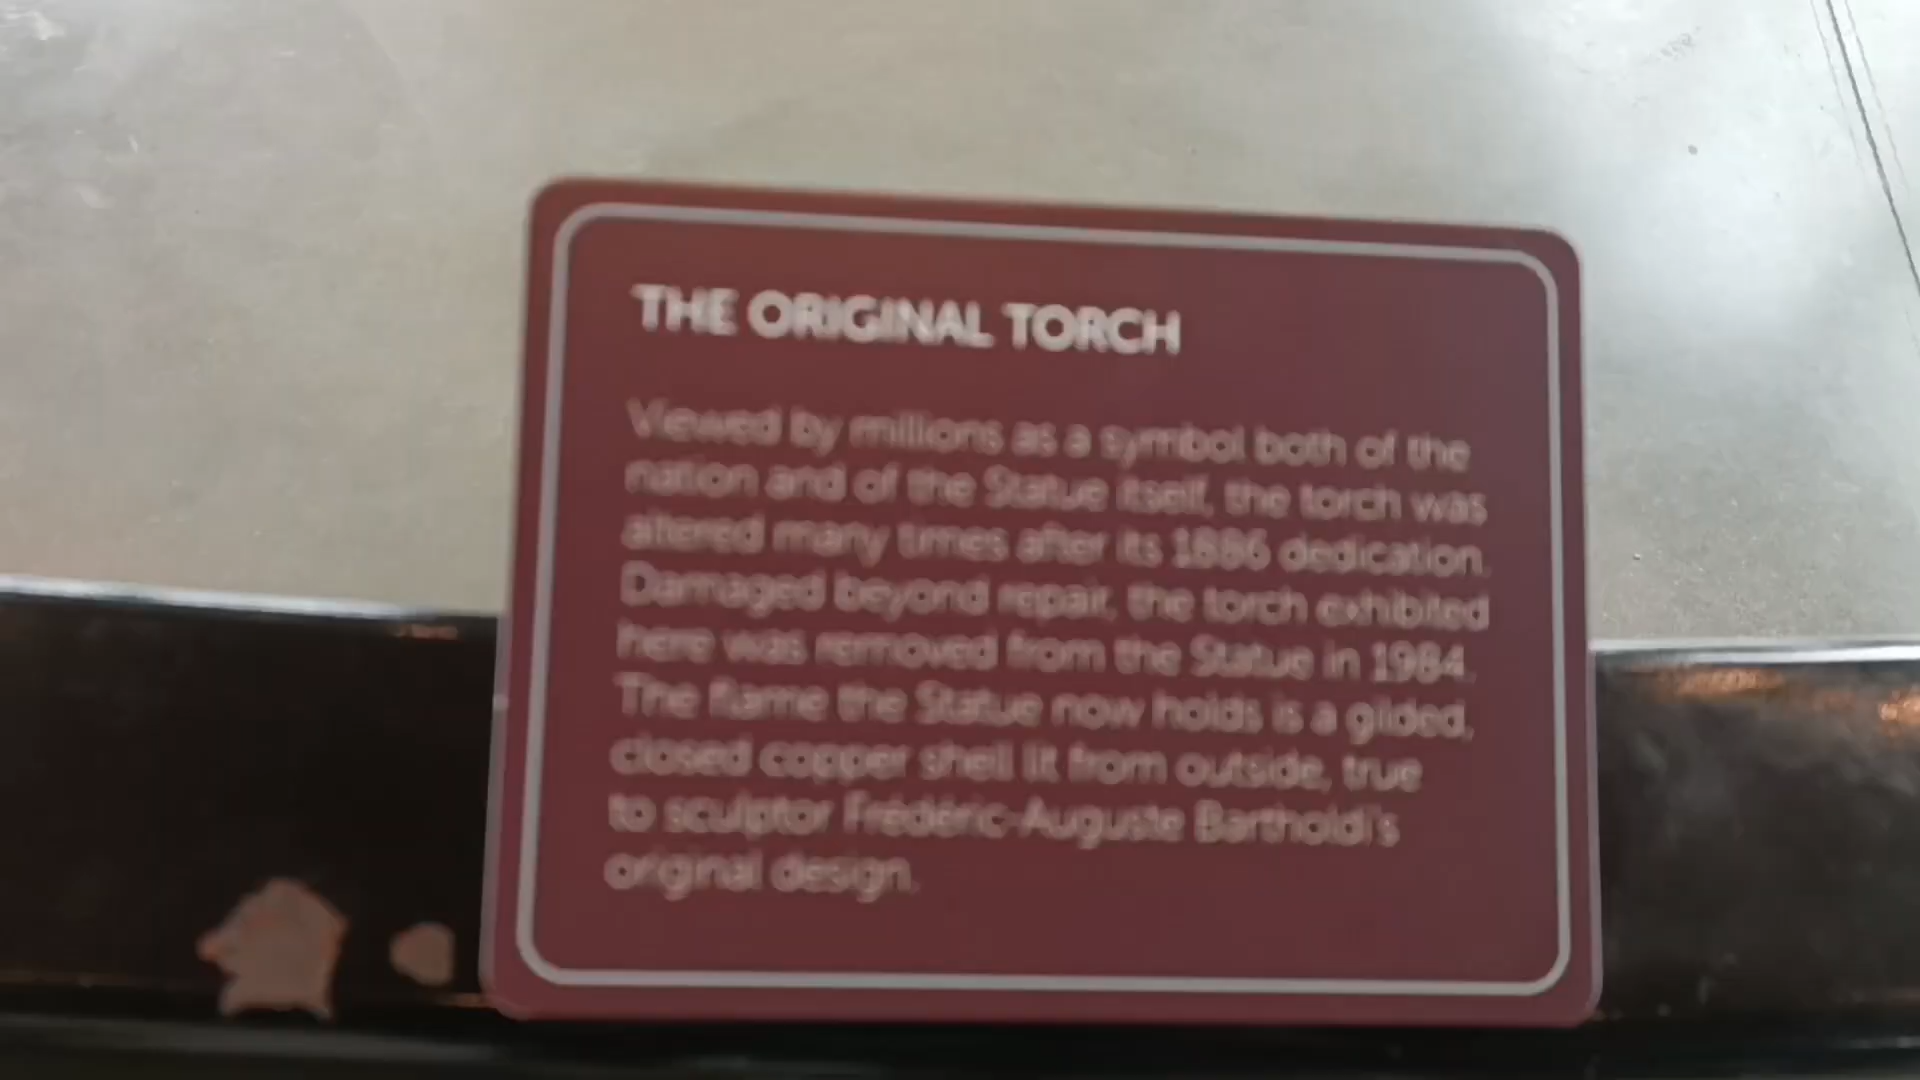 THE ORIGINAL TORCH
Viewed by millions as a symbol both of the
nation and of the Statue itself, the torch was
altered many times after its 1886 dedication.
Damaged beyond repair, the torch exhibited
here was removed from the Statue in 1984.
The flame the Statue now holds is a gilded,
closed copper shell lit from outside, true
to sculptor Frédéric-Auguste Bartholdi's
original design.